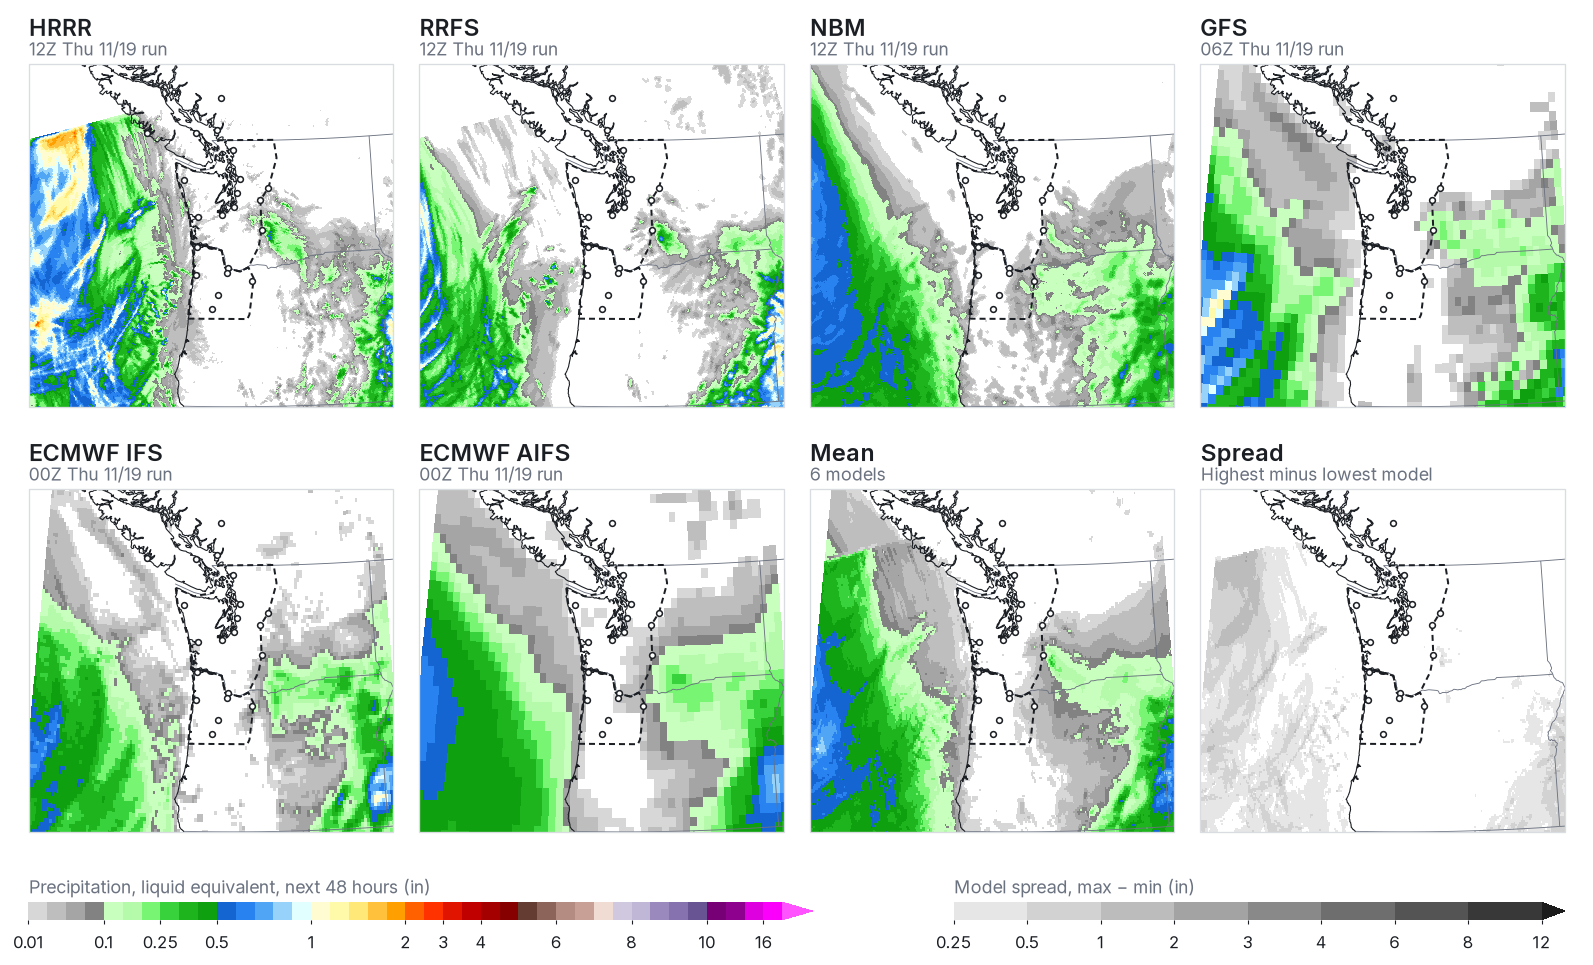 HRRR
12Z Thu 11/19 run
RRFS
12Z Thu 11/19 run
NBM
12Z Thu 11/19 run
GFS
06Z Thu 11/19 run
ECMWF IFS
00Z Thu 11/19 run
ECMWF AIFS
00Z Thu 11/19 run
Mean
6 models
Spread
Highest minus lowest model
Precipitation, liquid equivalent, next 48 hours (in)
0.01 0.1 0.25 0.5 1 2 3 4 6 8 10 16
Model spread, max − min (in)
0.25 0.5 1 2 3 4 6 8 12